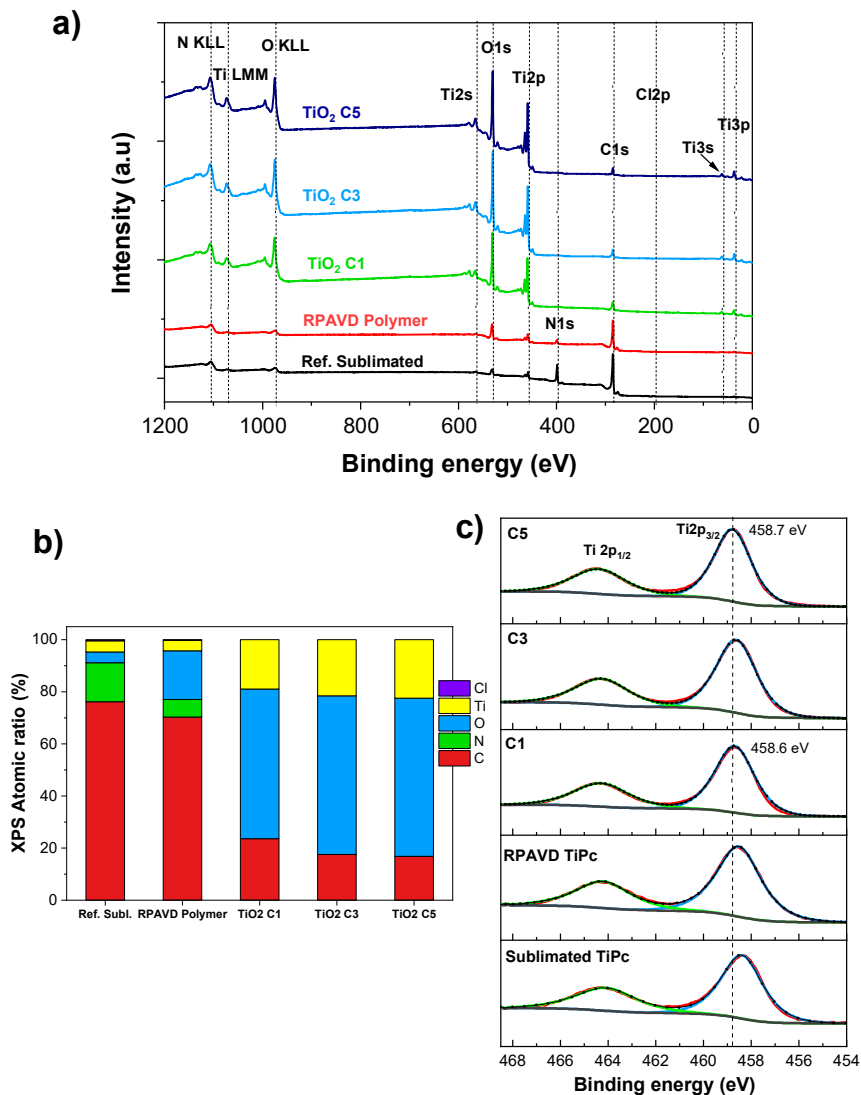 a)
N KLL
O KLL
Ti LMM
O1s
Ti2s
Ti2p
Cl2p
Ti3p
C1s
Ti3s
TiO₂ C5
TiO₂ C3
TiO₂ C1
RPAVD Polymer
N1s
Ref. Sublimated
Intensity (a.u)
1200 1000 800 600 400 200 0
Binding energy (eV)
b)
XPS Atomic ratio (%)
100
80
60
40
20
0
Cl
Ti
O
N
C
Ref. Subl. RPAVD Polymer TiO2 C1 TiO2 C3 TiO2 C5
c)
C5
Ti 2p₁/₂
Ti2p₃/₂
458.7 eV
C3
C1
458.6 eV
RPAVD TiPc
Sublimated TiPc
468 466 464 462 460 458 456 454
Binding energy (eV)